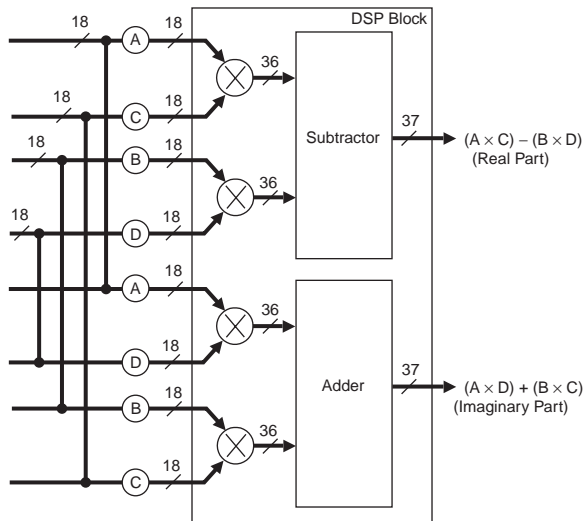 DSP Block
18
A
18
36
18
C
18
Subtractor
37
(A × C) – (B × D)
(Real Part)
18
B
18
36
18
D
18
A
18
36
D
18
Adder
37
(A × D) + (B × C)
(Imaginary Part)
B
18
36
C
18